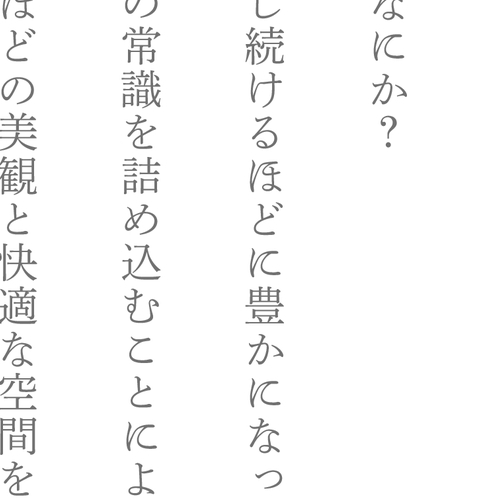 なにか？
し続けるほどに豊かになっ
の常識を詰め込むことによ
ほどの美観と快適な空間を